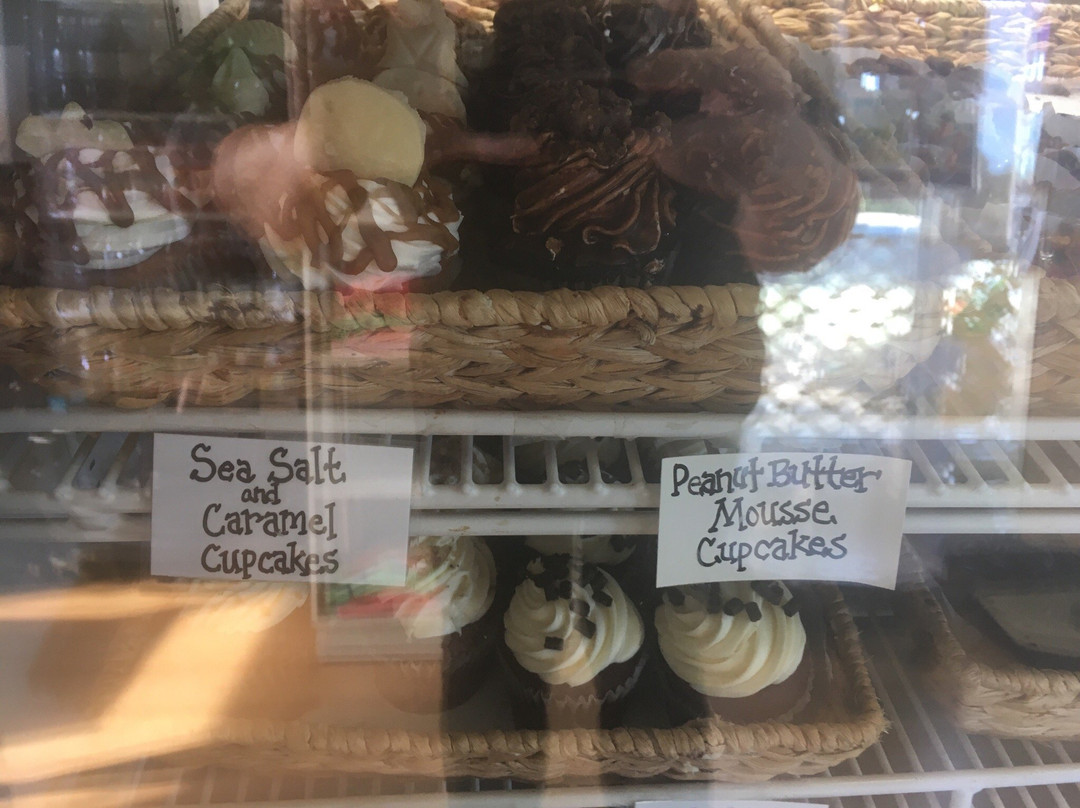 Sea Salt
and
Caramel
Cupcakes
Peanut Butter
Mousse
Cupcakes